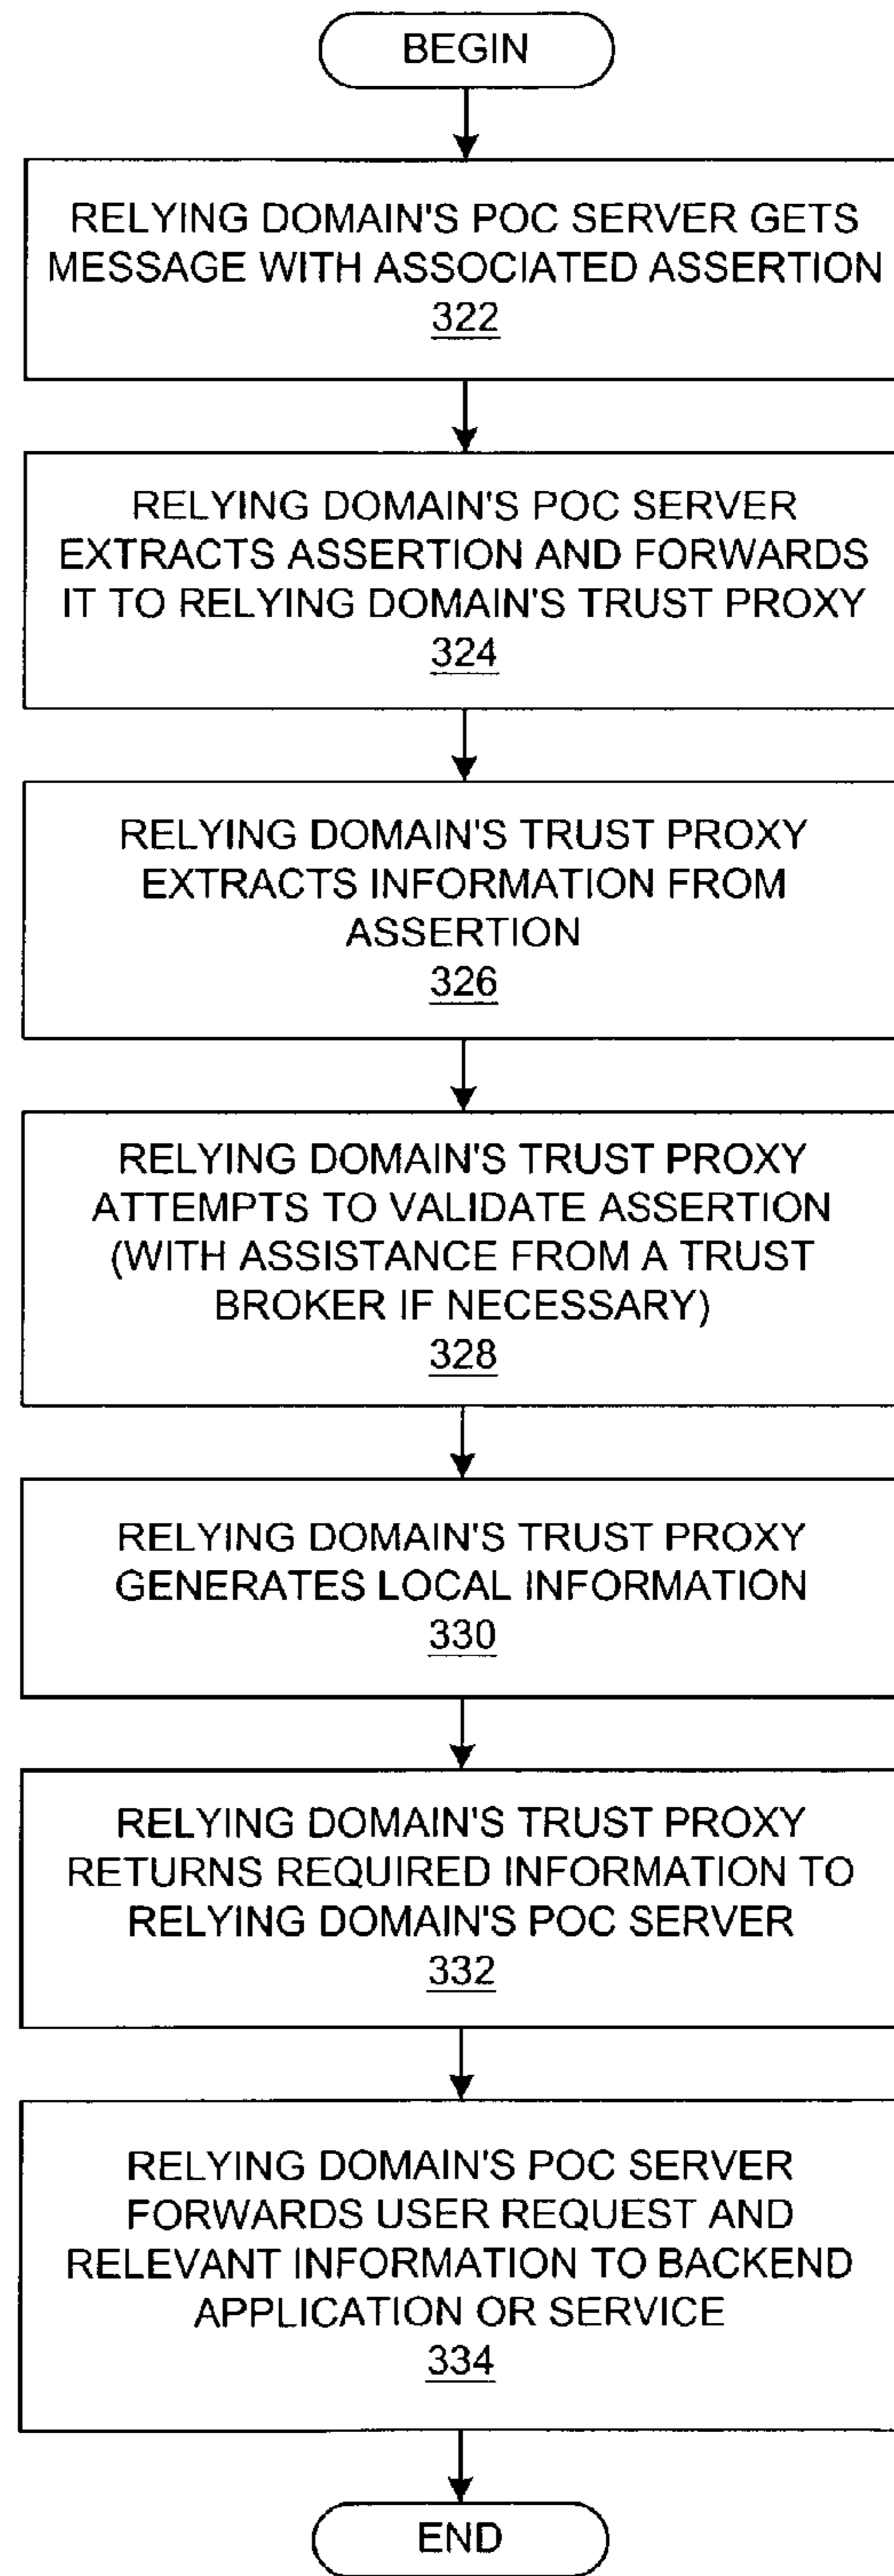 BEGIN
RELYING DOMAIN'S POC SERVER GETS
MESSAGE WITH ASSOCIATED ASSERTION
322
RELYING DOMAIN'S POC SERVER
EXTRACTS ASSERTION AND FORWARDS
IT TO RELYING DOMAIN'S TRUST PROXY
324
RELYING DOMAIN'S TRUST PROXY
EXTRACTS INFORMATION FROM
ASSERTION
326
RELYING DOMAIN'S TRUST PROXY
ATTEMPTS TO VALIDATE ASSERTION
(WITH ASSISTANCE FROM A TRUST
BROKER IF NECESSARY)
328
RELYING DOMAIN'S TRUST PROXY
GENERATES LOCAL INFORMATION
330
RELYING DOMAIN'S TRUST PROXY
RETURNS REQUIRED INFORMATION TO
RELYING DOMAIN'S POC SERVER
332
RELYING DOMAIN'S POC SERVER
FORWARDS USER REQUEST AND
RELEVANT INFORMATION TO BACKEND
APPLICATION OR SERVICE
334
END